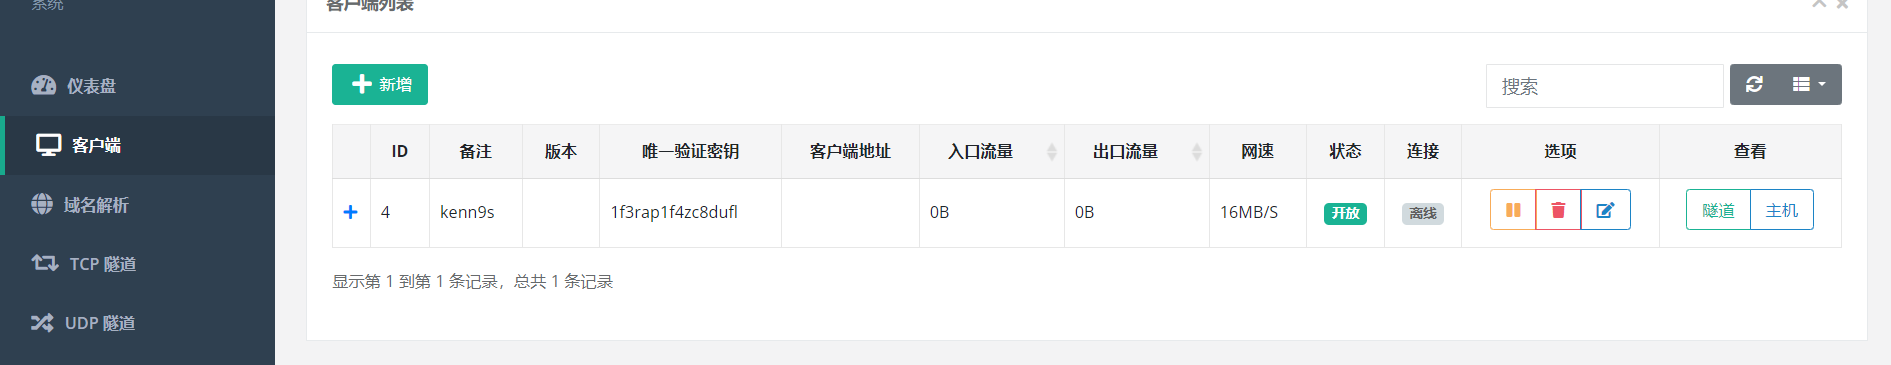 系统
客户端列表
仪表盘
客户端
域名解析
TCP 隧道
UDP 隧道
新增
搜索
ID 备注 版本 唯一验证密钥 客户端地址 入口流量 出口流量 网速 状态 连接 选项 查看
4 kenn9s 1f3rap1f4zc8dufl 0B 0B 16MB/S 开放 离线 隧道 主机
显示第 1 到第 1 条记录，总共 1 条记录